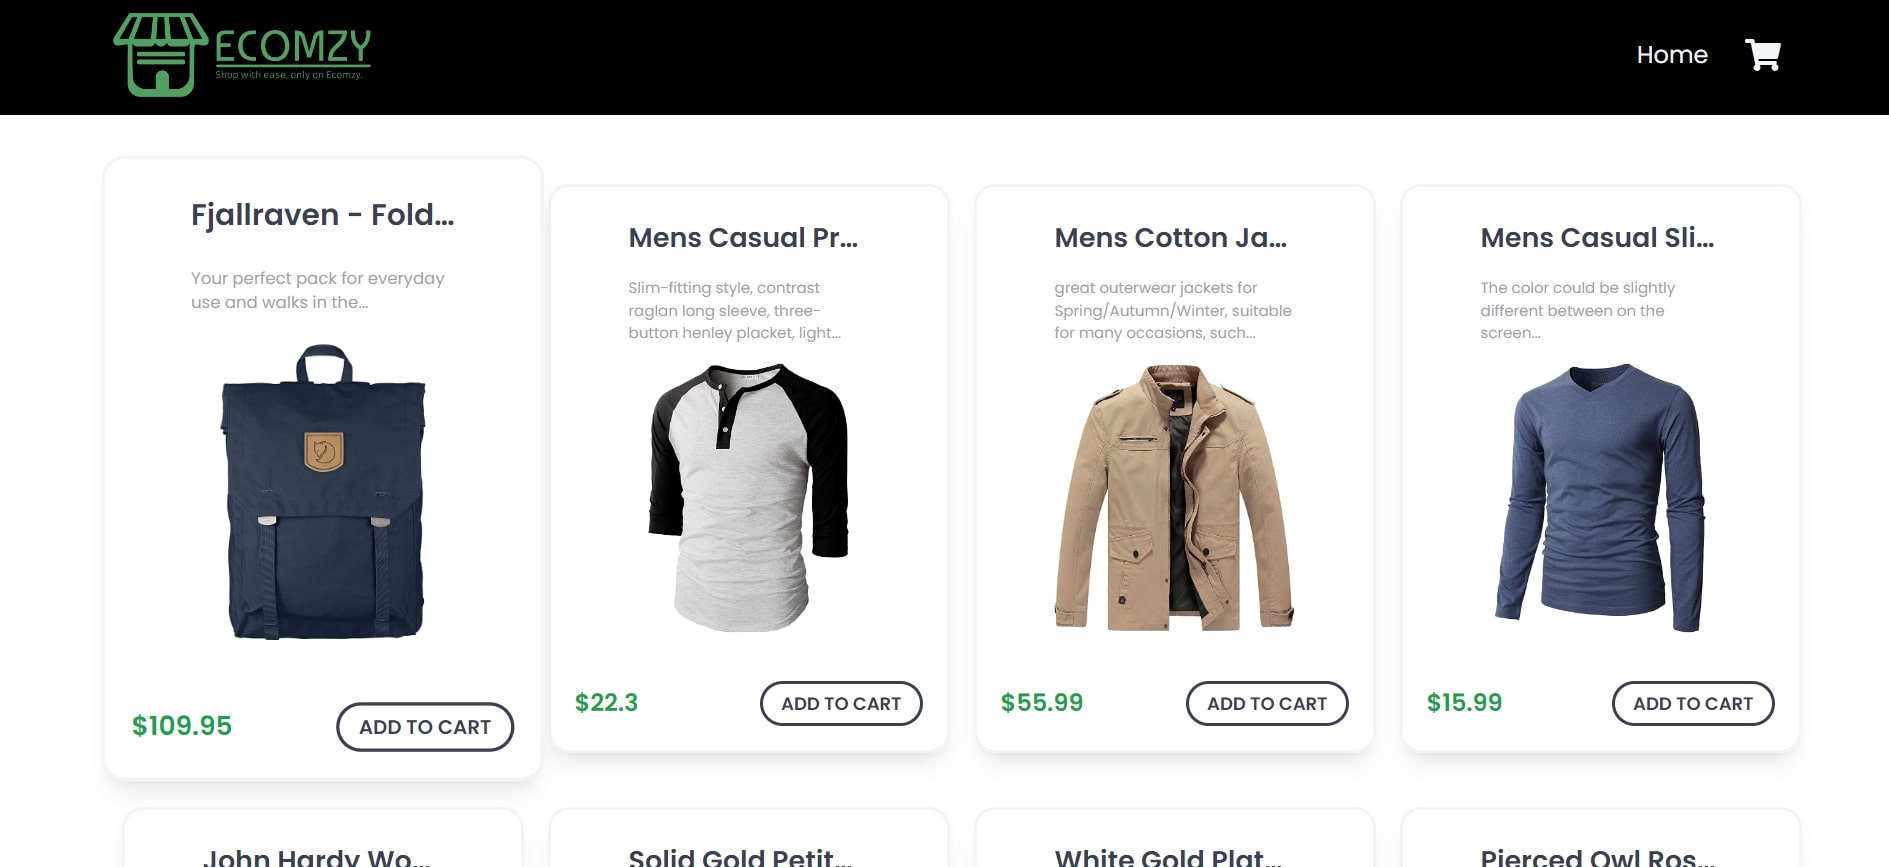 ECOMZY
Shop with ease, only on Ecomzy.
Home
Fjallraven - Fold...
Your perfect pack for everyday
use and walks in the...
$109.95
ADD TO CART
Mens Casual Pr...
Slim-fitting style, contrast
raglan long sleeve, three-
button henley placket, light...
$22.3
ADD TO CART
Mens Cotton Ja...
great outerwear jackets for
Spring/Autumn/Winter, suitable
for many occasions, such...
$55.99
ADD TO CART
Mens Casual Sli...
The color could be slightly
different between on the
screen...
$15.99
ADD TO CART
John Hardy Wo...
Solid Gold Petit...
White Gold Plat...
Pierced Owl Ros...